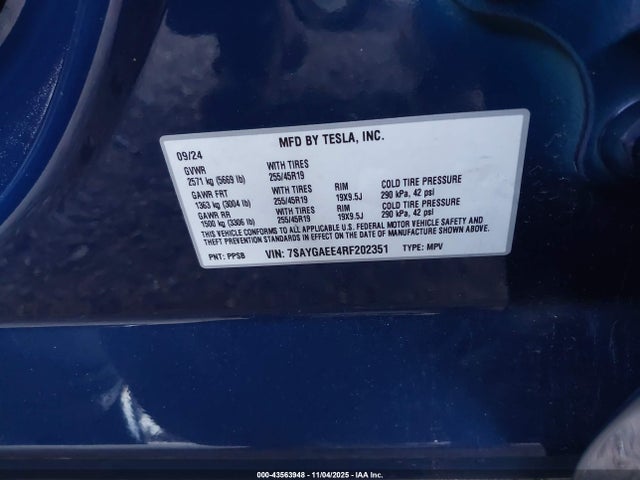 MFD BY TESLA, INC.
09/24
GVWR WITH TIRES
2571 kg (5669 lb) 255/45R19
GAWR FRT WITH TIRES RIM COLD TIRE PRESSURE
1363 kg (3004 lb) 255/45R19 19X9.5J 290 kPa, 42 psi
GAWR RR WITH TIRES RIM COLD TIRE PRESSURE
1500 kg (3306 lb) 255/45R19 19X9.5J 290 kPa, 42 psi
THIS VEHICLE CONFORMS TO ALL APPLICABLE U.S. FEDERAL MOTOR VEHICLE SAFETY AND
THEFT PREVENTION STANDARDS IN EFFECT ON THE DATE OF MANUFACTURE SHOWN ABOVE.
PNT: PPSB VIN: 7SAYGAEE4RF202351 TYPE: MPV
000-43563948 - 11/04/2025 - IAA Inc.